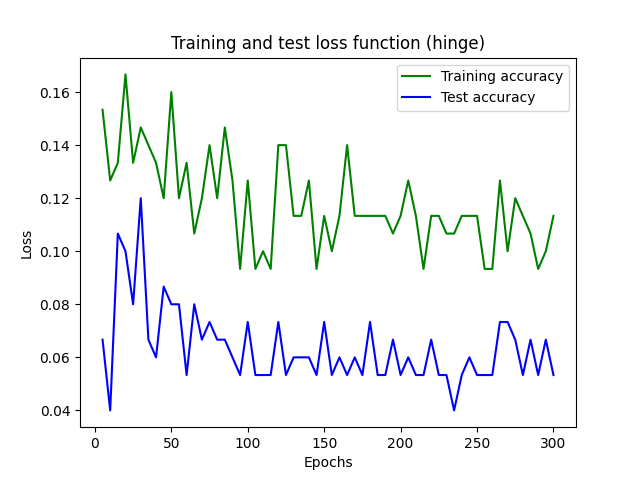 Training and test loss function (hinge)
Training accuracy
Test accuracy
0.16
0.14
0.12
0.10
0.08
0.06
0.04
Loss
0 50 100 150 200 250 300
Epochs